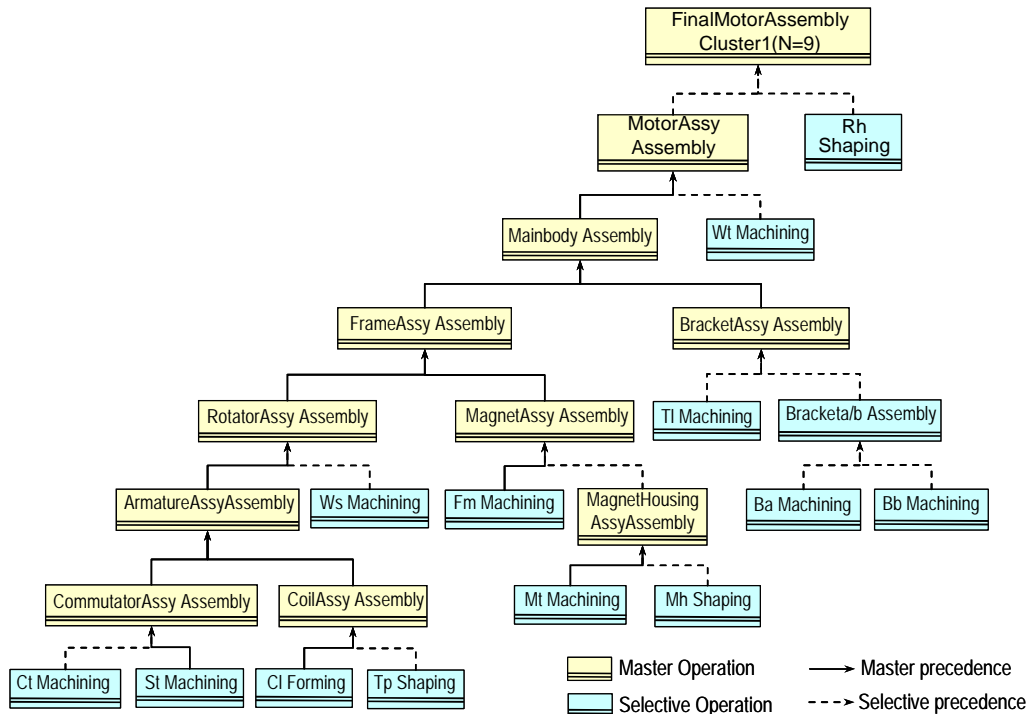 FinalMotorAssembly
Cluster1(N=9)
MotorAssy
Assembly
Rh
Shaping
Mainbody Assembly
Wt Machining
FrameAssy Assembly
BracketAssy Assembly
RotatorAssy Assembly
MagnetAssy Assembly
Tl Machining
Bracketa/b Assembly
ArmatureAssyAssembly
Ws Machining
Fm Machining
MagnetHousing
AssyAssembly
Ba Machining
Bb Machining
CommutatorAssy Assembly
CoilAssy Assembly
Mt Machining
Mh Shaping
Ct Machining
St Machining
Cl Forming
Tp Shaping
Master Operation
Master precedence
Selective Operation
Selective precedence